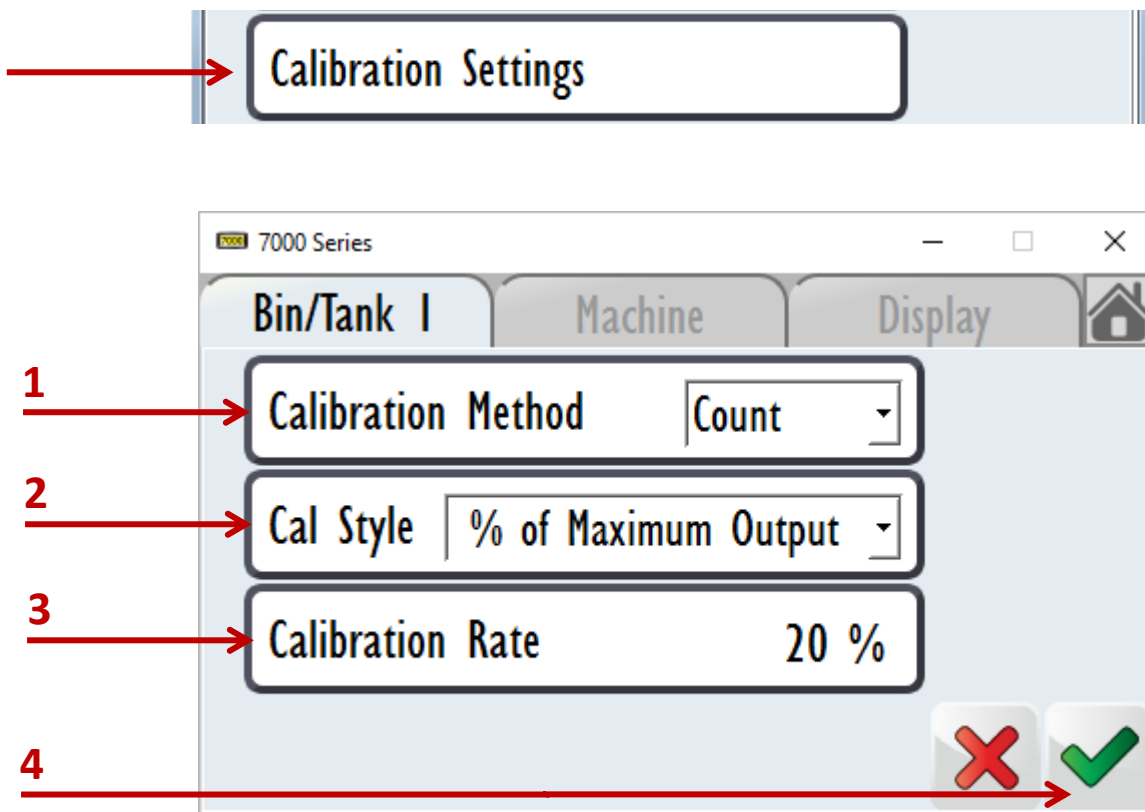 Calibration Settings
7000 7000 Series
Bin/Tank 1 Machine Display
1 Calibration Method Count
2 Cal Style % of Maximum Output
3 Calibration Rate 20 %
4